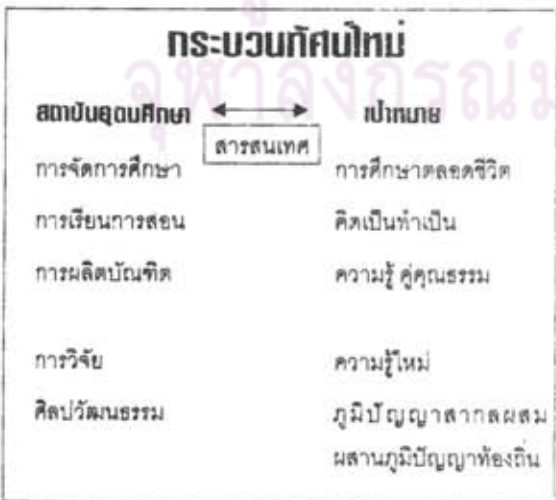 กระบวนทัศน์ใหม่
สถาบันอุดมศึกษา เป้าหมาย
สารสนเทศ
การจัดการศึกษา การศึกษาตลอดชีวิต
การเรียนการสอน คิดเป็นทำเป็น
การผลิตบัณฑิต ความรู้ คู่คุณธรรม
การวิจัย ความรู้ใหม่
ศิลปวัฒนธรรม ภูมิปัญญาสากลผสม
ผสานภูมิปัญญาท้องถิ่น